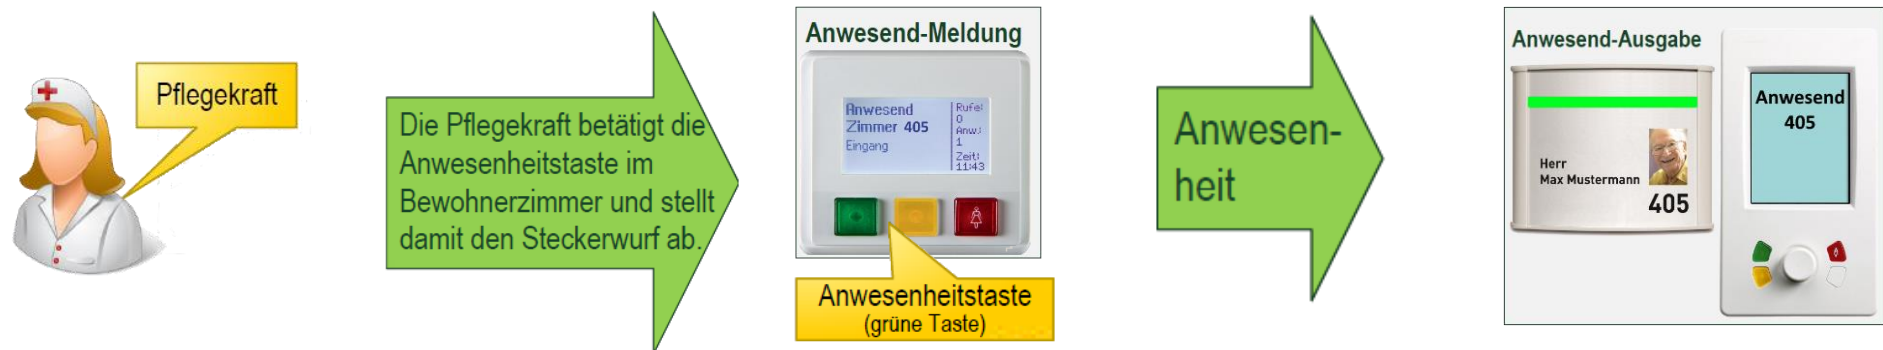 Pflegekraft
Die Pflegekraft betätigt die
Anwesenheitstaste im
Bewohnerzimmer und stellt
damit den Steckerwurf ab.
Anwesend-Meldung
Anwesend
Zimmer 405
Eingang
Rufe:
0
Anw.:
1
Zeit:
11:43
Anwesenheitstaste
(grüne Taste)
Anwesen-
heit
Anwesend-Ausgabe
Herr
Max Mustermann
405
Anwesend
405